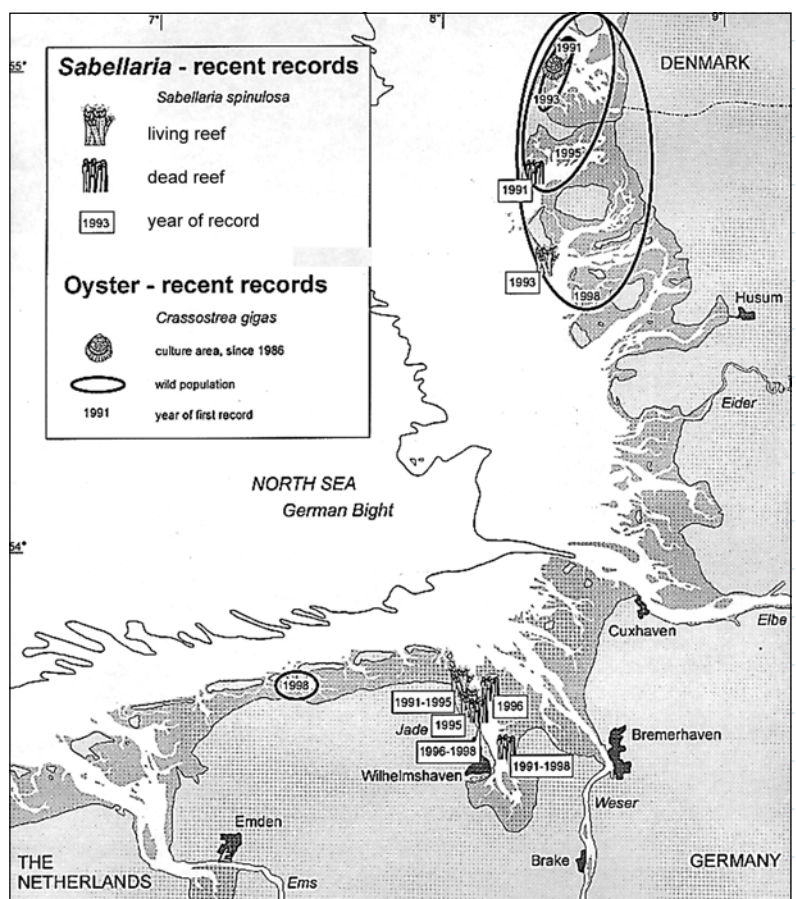 7°
8°
9°
55°
54°
Sabellaria - recent records
Sabellaria spinulosa
living reef
dead reef
1993 year of record
Oyster - recent records
Crassostrea gigas
culture area, since 1986
wild population
1991 year of first record
1991
DENMARK
1993
1995
1991
1993
1998
Husum
Eider
NORTH SEA
German Bight
Cuxhaven
Elbe
1998
1991-1995
1996
1995
Jade
1996-1998
1991-1998
Bremerhaven
Wilhelmshaven
Weser
Emden
THE
NETHERLANDS
Ems
Brake
GERMANY